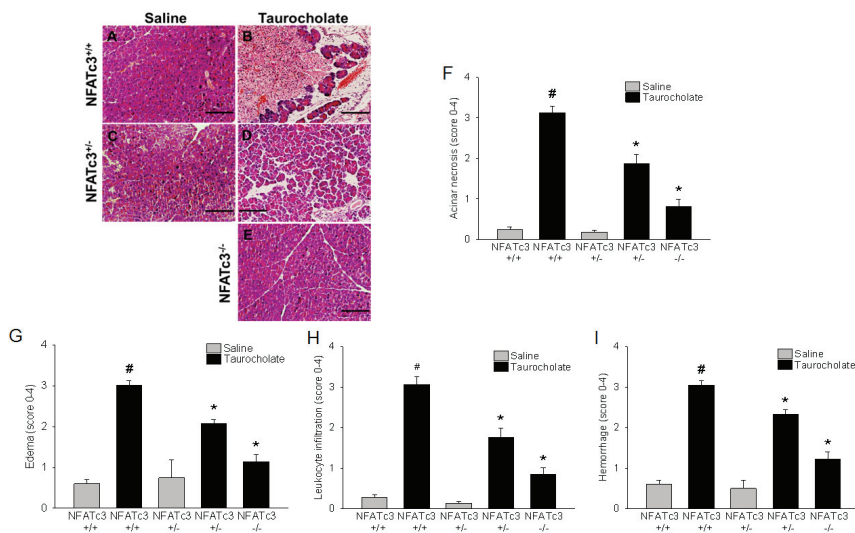 Saline Taurocholate
NFATc3+/+
A B
NFATc3+/-
C D
NFATc3-/-
E
F
Saline
Taurocholate
Acinar necrosis (score 0-4)
4
3
2
1
0
NFATc3 NFATc3 NFATc3 NFATc3 NFATc3
+/+ +/+ +/- +/- -/-
# * *
G
Saline
Taurocholate
Edema (score 0-4)
4
3
2
1
0
NFATc3 NFATc3 NFATc3 NFATc3 NFATc3
+/+ +/+ +/- +/- -/-
# * *
H
Saline
Taurocholate
Leukocyte infiltration (score 0-4)
4
3
2
1
0
NFATc3 NFATc3 NFATc3 NFATc3 NFATc3
+/+ +/+ +/- +/- -/-
# * *
I
Saline
Taurocholate
Hemorrhage (score 0-4)
4
3
2
1
0
NFATc3 NFATc3 NFATc3 NFATc3 NFATc3
+/+ +/+ +/- +/- -/-
# * *